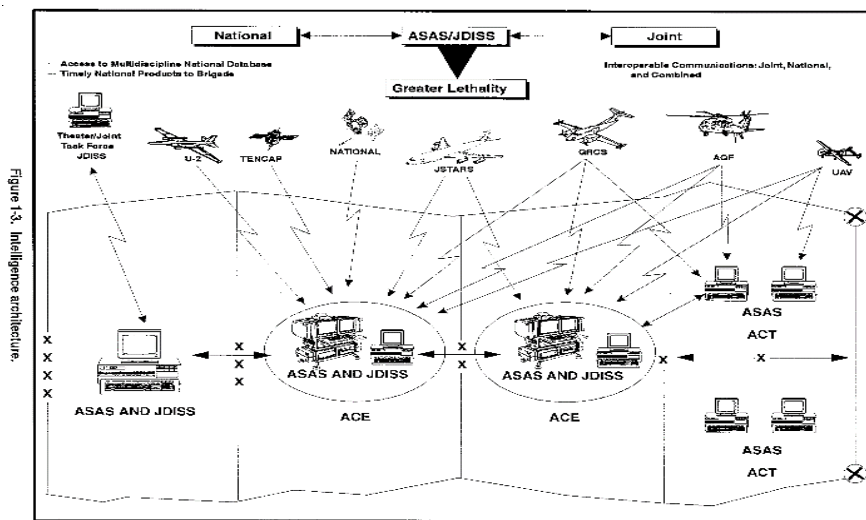 National
ASAS/JDISS
Joint
· Access to Multidiscipline National Database
— Timely National Products to Brigade
Interoperable Communications: Joint, National,
and Combined
Greater Lethality
Theater/Joint
Task Force
JDISS
U-2
TENCAP
NATIONAL
JSTARS
GRCS
AQF
UAV
X
X
X
X
X
X
X
X
X
X
X
X
X
X
ASAS AND JDISS
ASAS AND JDISS
ACE
ASAS AND JDISS
ACE
ASAS
ACT
ASAS
ACT
Figure 1-3. Intelligence architecture.